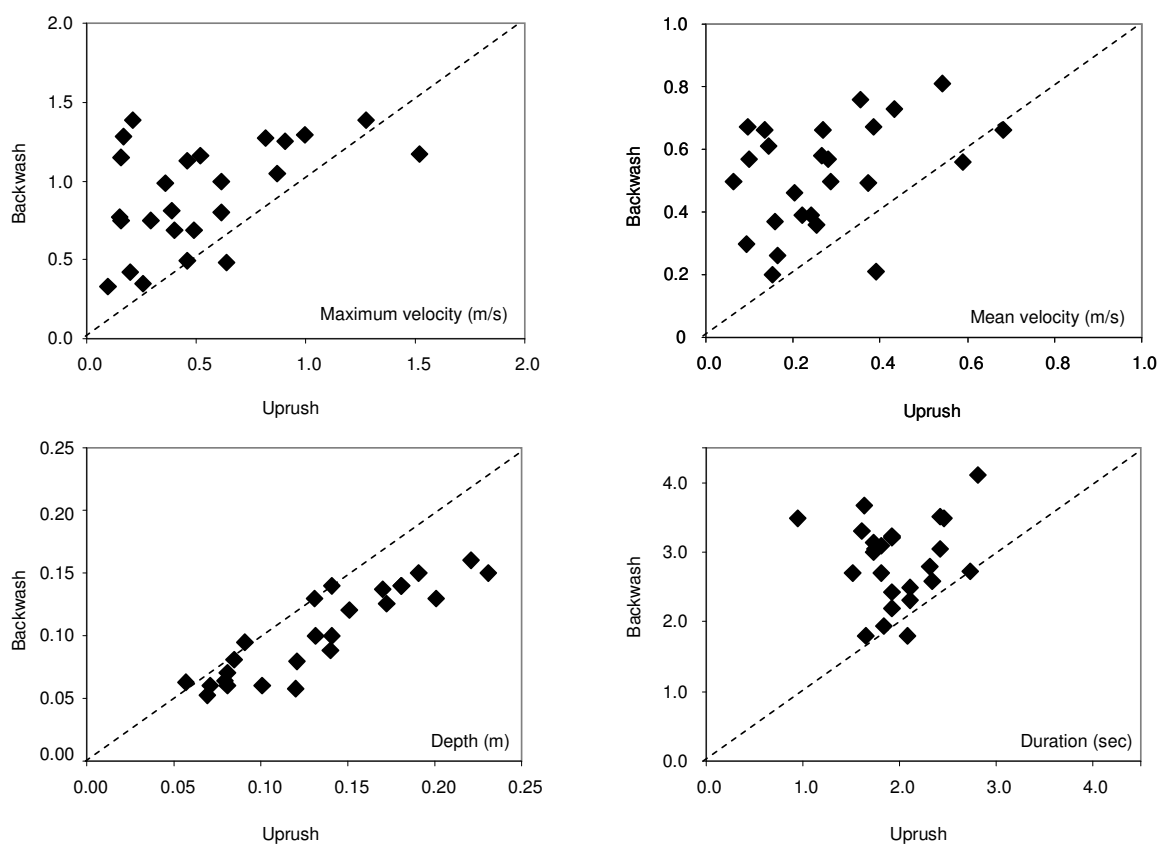 2.0
1.5
1.0
0.5
0.0
Backwash
Maximum velocity (m/s)
0.0 0.5 1.0 1.5 2.0
Uprush
1.0
0.8
0.6
0.4
0.2
0
Backwash
Mean velocity (m/s)
0.0 0.2 0.4 0.6 0.8 1.0
Uprush
0.25
0.20
0.15
0.10
0.05
0.00
Backwash
Depth (m)
0.00 0.05 0.10 0.15 0.20 0.25
Uprush
4.0
3.0
2.0
1.0
0.0
Backwash
Duration (sec)
0.0 1.0 2.0 3.0 4.0
Uprush